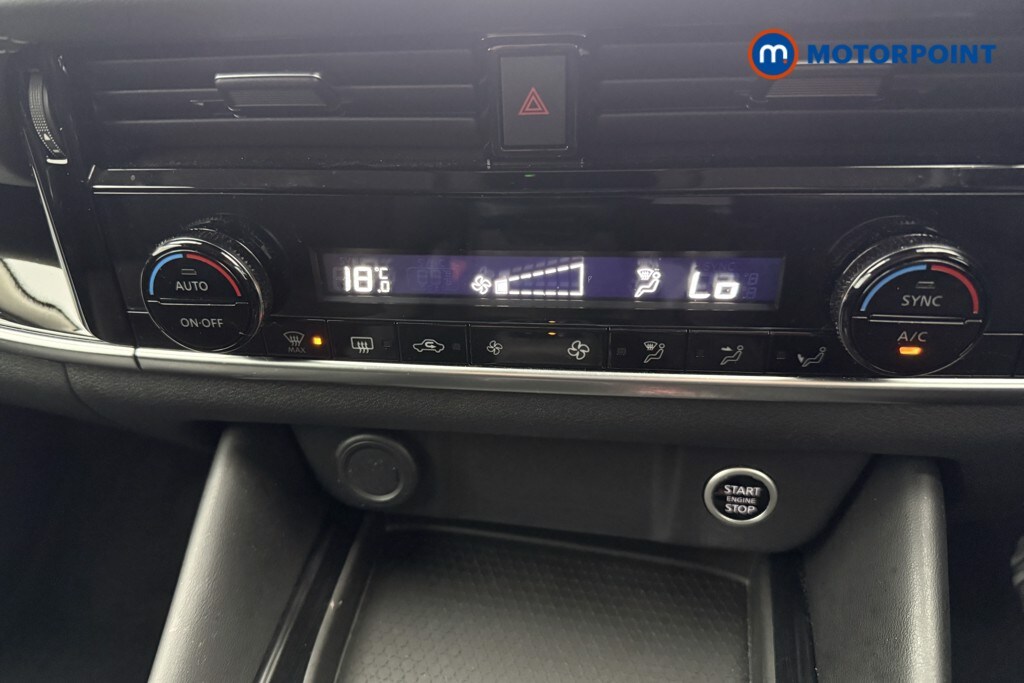 m MOTORPOINT
18.0°C
Lo
AUTO
ON·OFF
SYNC
A/C
MAX
START
ENGINE
STOP